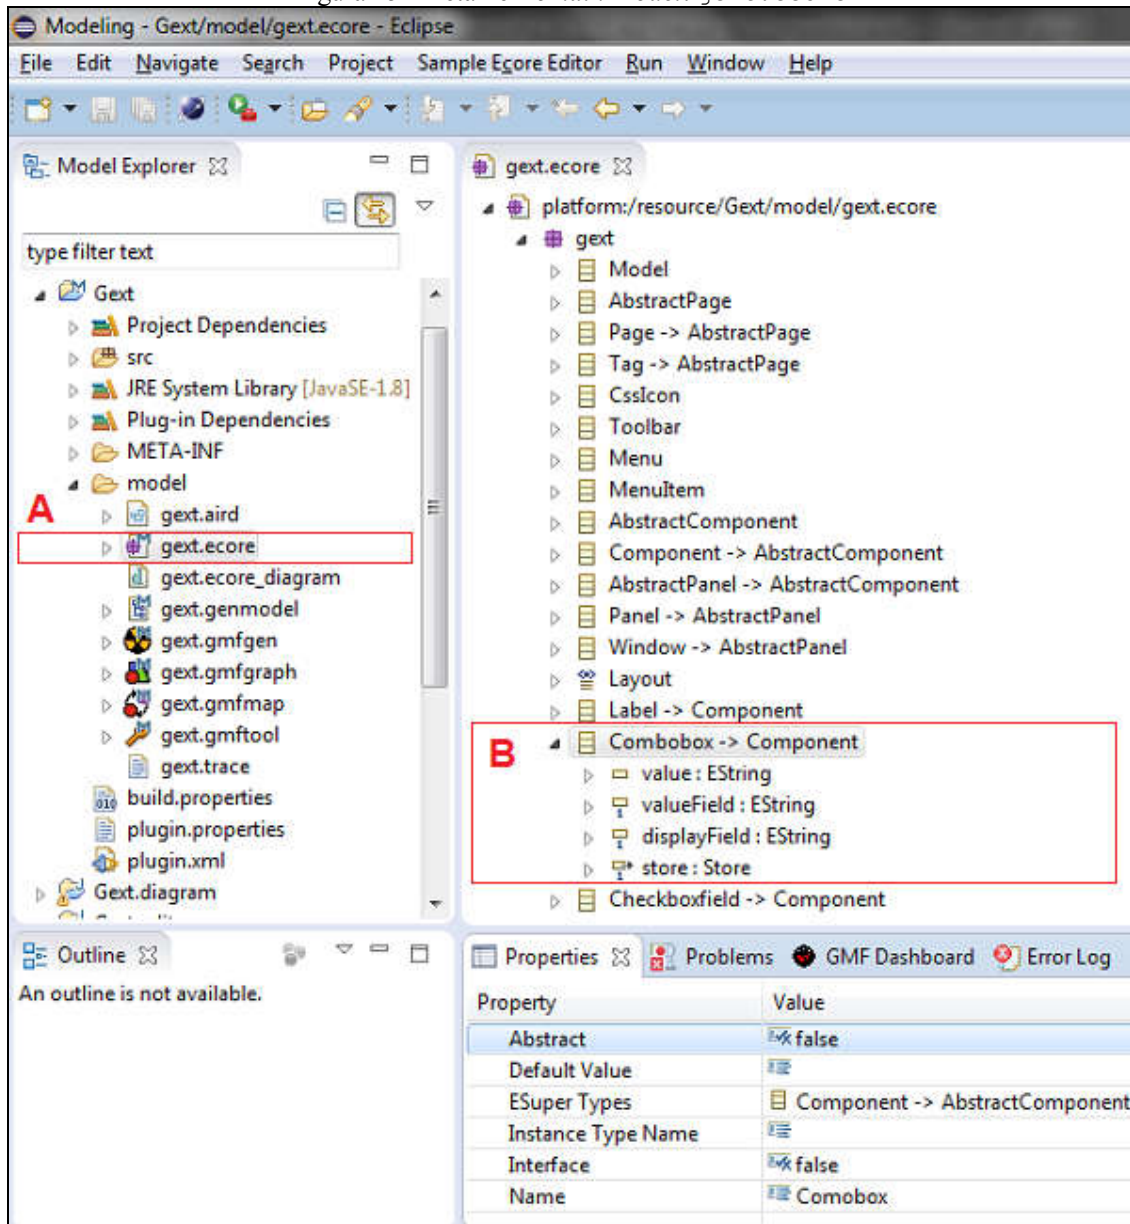 Modeling - Gext/model/gext.ecore - Eclipse
File Edit Navigate Search Project Sample Ecore Editor Run Window Help
Model Explorer
type filter text
Gext
Project Dependencies
src
JRE System Library [JavaSE-1.8]
Plug-in Dependencies
META-INF
model
A
gext.aird
gext.ecore
gext.ecore_diagram
gext.genmodel
gext.gmfgen
gext.gmfgraph
gext.gmfmap
gext.gmftool
gext.trace
build.properties
plugin.properties
plugin.xml
Gext.diagram
gext.ecore
platform:/resource/Gext/model/gext.ecore
gext
Model
AbstractPage
Page -> AbstractPage
Tag -> AbstractPage
CssIcon
Toolbar
Menu
MenuItem
AbstractComponent
Component -> AbstractComponent
AbstractPanel -> AbstractComponent
Panel -> AbstractPanel
Window -> AbstractPanel
Layout
Label -> Component
B
Combobox -> Component
value : EString
valueField : EString
displayField : EString
store : Store
Checkboxfield -> Component
Outline
An outline is not available.
Properties Problems GMF Dashboard Error Log
Property Value
Abstract false
Default Value
ESuper Types Component -> AbstractComponent
Instance Type Name
Interface false
Name Comobox